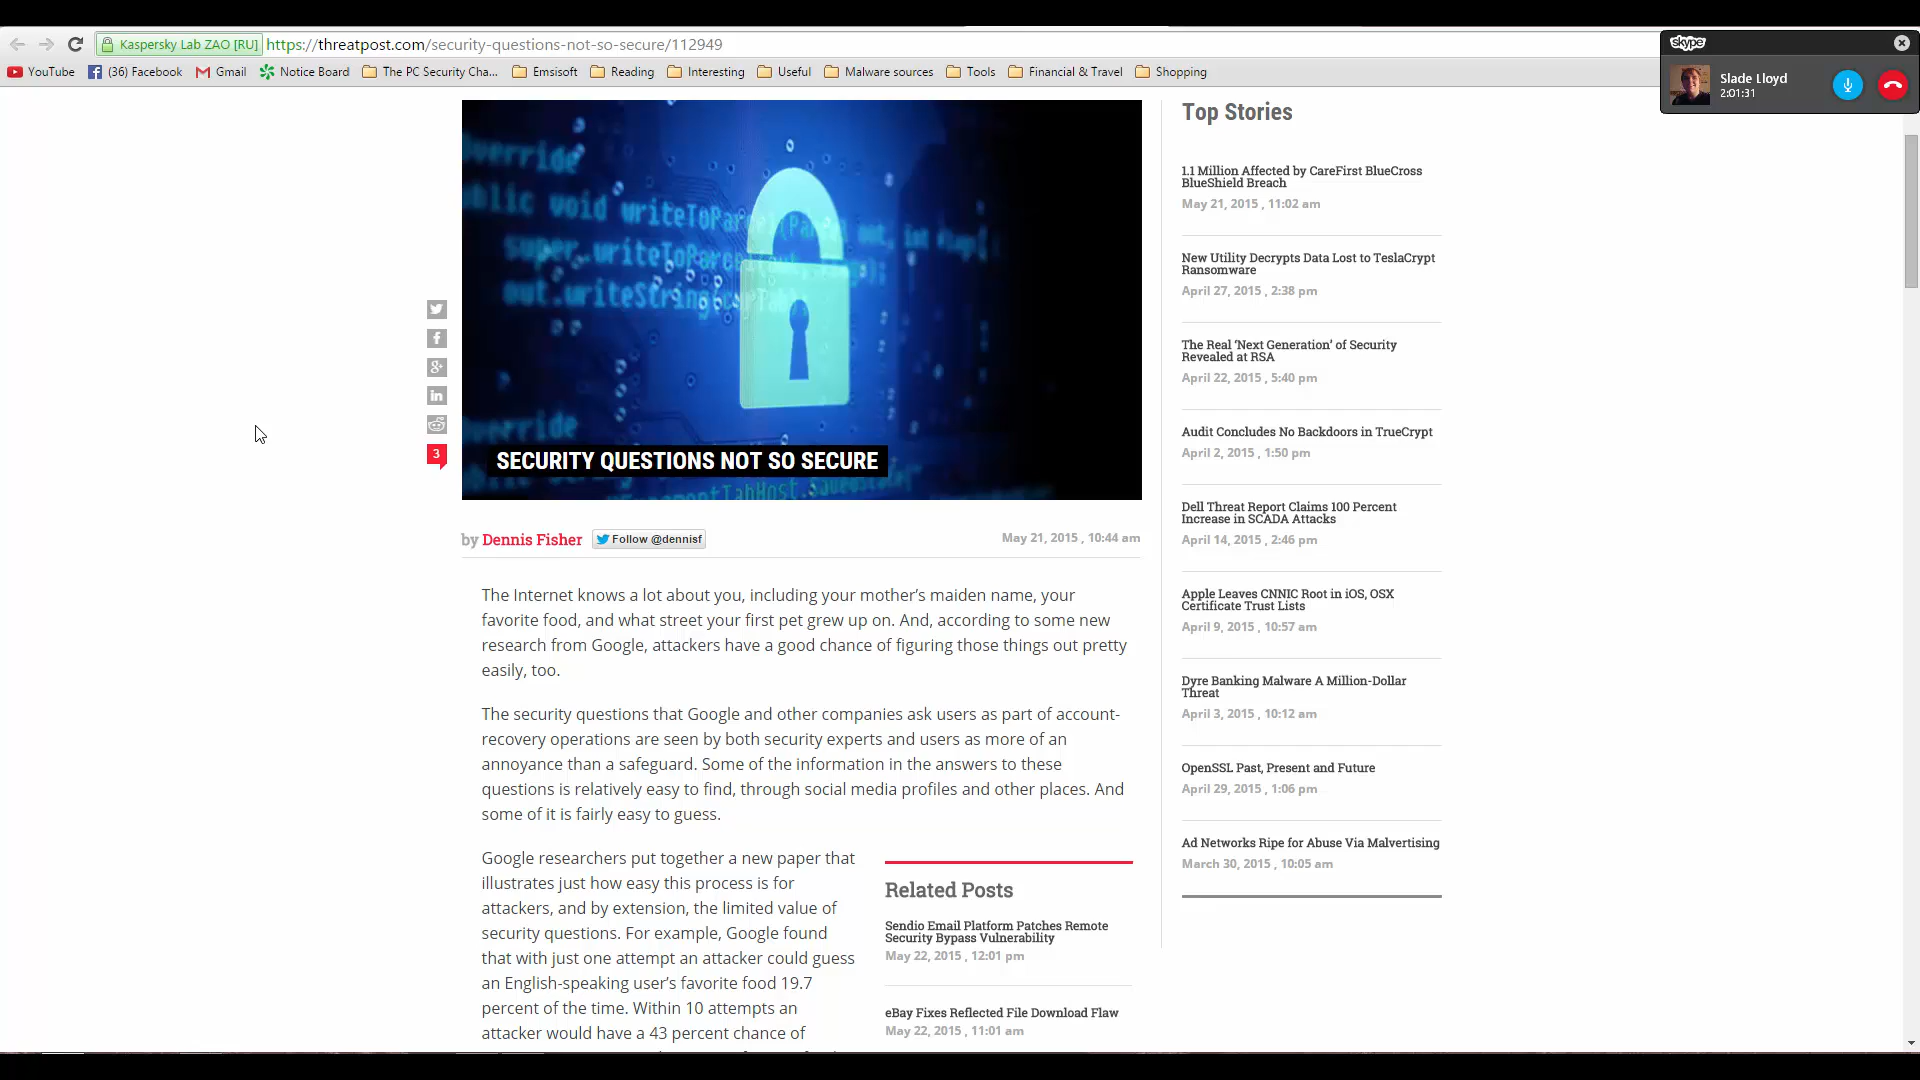 Kaspersky Lab ZAO [RU] https://threatpost.com/security-questions-not-so-secure/112949
YouTube (36) Facebook Gmail Notice Board The PC Security Cha... Emsisoft Reading Interesting Useful Malware sources Tools Financial & Travel Shopping
skype
Slade Lloyd
2:01:31
override
public void writeToParcel(Parcel out, int
super.writeToParcel
out.writeString
override
SECURITY QUESTIONS NOT SO SECURE
3
by Dennis Fisher Follow @dennisf May 21, 2015 , 10:44 am
The Internet knows a lot about you, including your mother's maiden name, your
favorite food, and what street your first pet grew up on. And, according to some new
research from Google, attackers have a good chance of figuring those things out pretty
easily, too.
The security questions that Google and other companies ask users as part of account-
recovery operations are seen by both security experts and users as more of an
annoyance than a safeguard. Some of the information in the answers to these
questions is relatively easy to find, through social media profiles and other places. And
some of it is fairly easy to guess.
Google researchers put together a new paper that
illustrates just how easy this process is for
attackers, and by extension, the limited value of
security questions. For example, Google found
that with just one attempt an attacker could guess
an English-speaking user's favorite food 19.7
percent of the time. Within 10 attempts an
attacker would have a 43 percent chance of
Related Posts
Sendio Email Platform Patches Remote
Security Bypass Vulnerability
May 22, 2015 , 12:01 pm
eBay Fixes Reflected File Download Flaw
May 22, 2015 , 11:01 am
Top Stories
1.1 Million Affected by CareFirst BlueCross
BlueShield Breach
May 21, 2015 , 11:02 am
New Utility Decrypts Data Lost to TeslaCrypt
Ransomware
April 27, 2015 , 2:38 pm
The Real ‘Next Generation’ of Security
Revealed at RSA
April 22, 2015 , 5:40 pm
Audit Concludes No Backdoors in TrueCrypt
April 2, 2015 , 1:50 pm
Dell Threat Report Claims 100 Percent
Increase in SCADA Attacks
April 14, 2015 , 2:46 pm
Apple Leaves CNNIC Root in iOS, OSX
Certificate Trust Lists
April 9, 2015 , 10:57 am
Dyre Banking Malware A Million-Dollar
Threat
April 3, 2015 , 10:12 am
OpenSSL Past, Present and Future
April 29, 2015 , 1:06 pm
Ad Networks Ripe for Abuse Via Malvertising
March 30, 2015 , 10:05 am